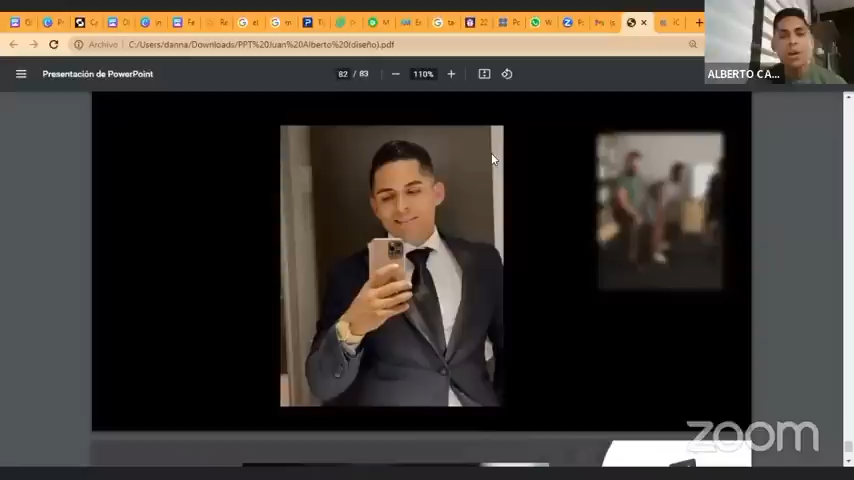 Archivo
C:/Users/danna/Downloads/PPT%20Juan%20Alberto%20(diseño).pdf
Presentación de PowerPoint
82 / 83
110%
ALBERTO CA...
zoom